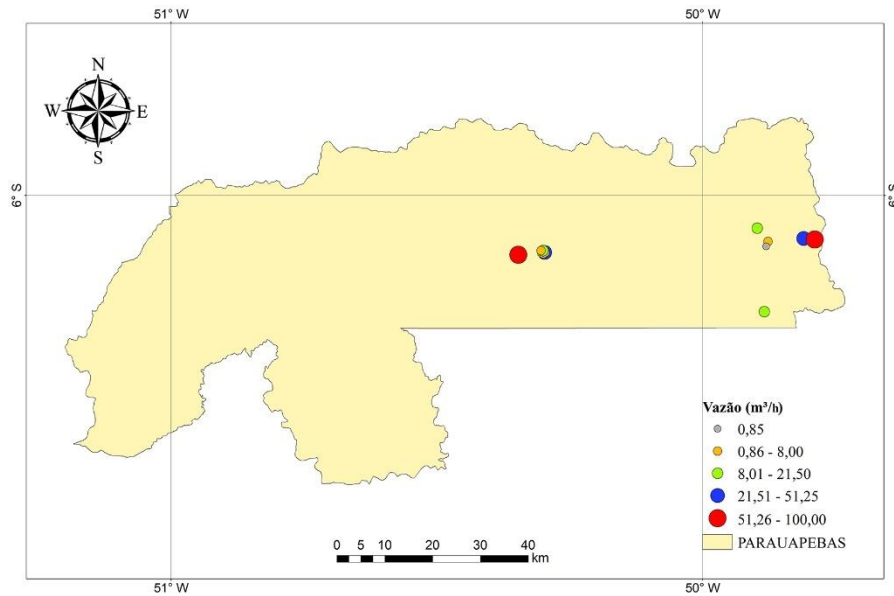 51° W
50° W
N
W
E
S
6° S
6° S
Vazão (m³/h)
0,85
0,86 - 8,00
8,01 - 21,50
21,51 - 51,25
51,26 - 100,00
PARAUAPEBAS
0 5 10 20 30 40
km
51° W
50° W